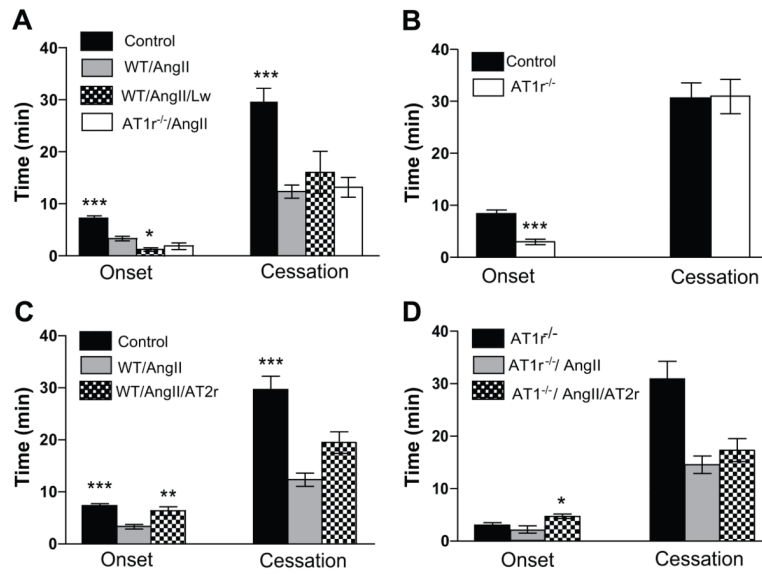 A
Control
WT/AngII
WT/AngII/Lw
AT1r-/-/AngII
Time (min)
40
30
20
10
0
***
*
***
Onset
Cessation
B
Control
AT1r-/-
Time (min)
40
30
20
10
0
***
Onset
Cessation
C
Control
WT/AngII
WT/AngII/AT2r
Time (min)
40
30
20
10
0
***
**
***
Onset
Cessation
D
AT1r-/-
AT1r-/-/ AngII
AT1-/-/ AngII/AT2r
Time (min)
40
30
20
10
0
*
Onset
Cessation